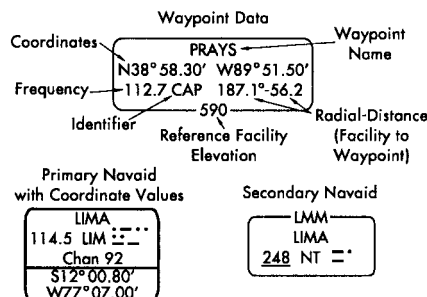 Waypoint Data
Coordinates
Waypoint
Name
PRAYS
N38°58.30' W89°51.50'
Frequency
112.7 CAP 187.1°-56.2
590
Identifier
Radial-Distance
(Facility to
Waypoint)
Reference Facility
Elevation
Primary Navaid
with Coordinate Values
LIMA
114.5 LIM
Chan 92
S12°00.80'
W77°07.00'
Secondary Navaid
LMM
LIMA
248 NT